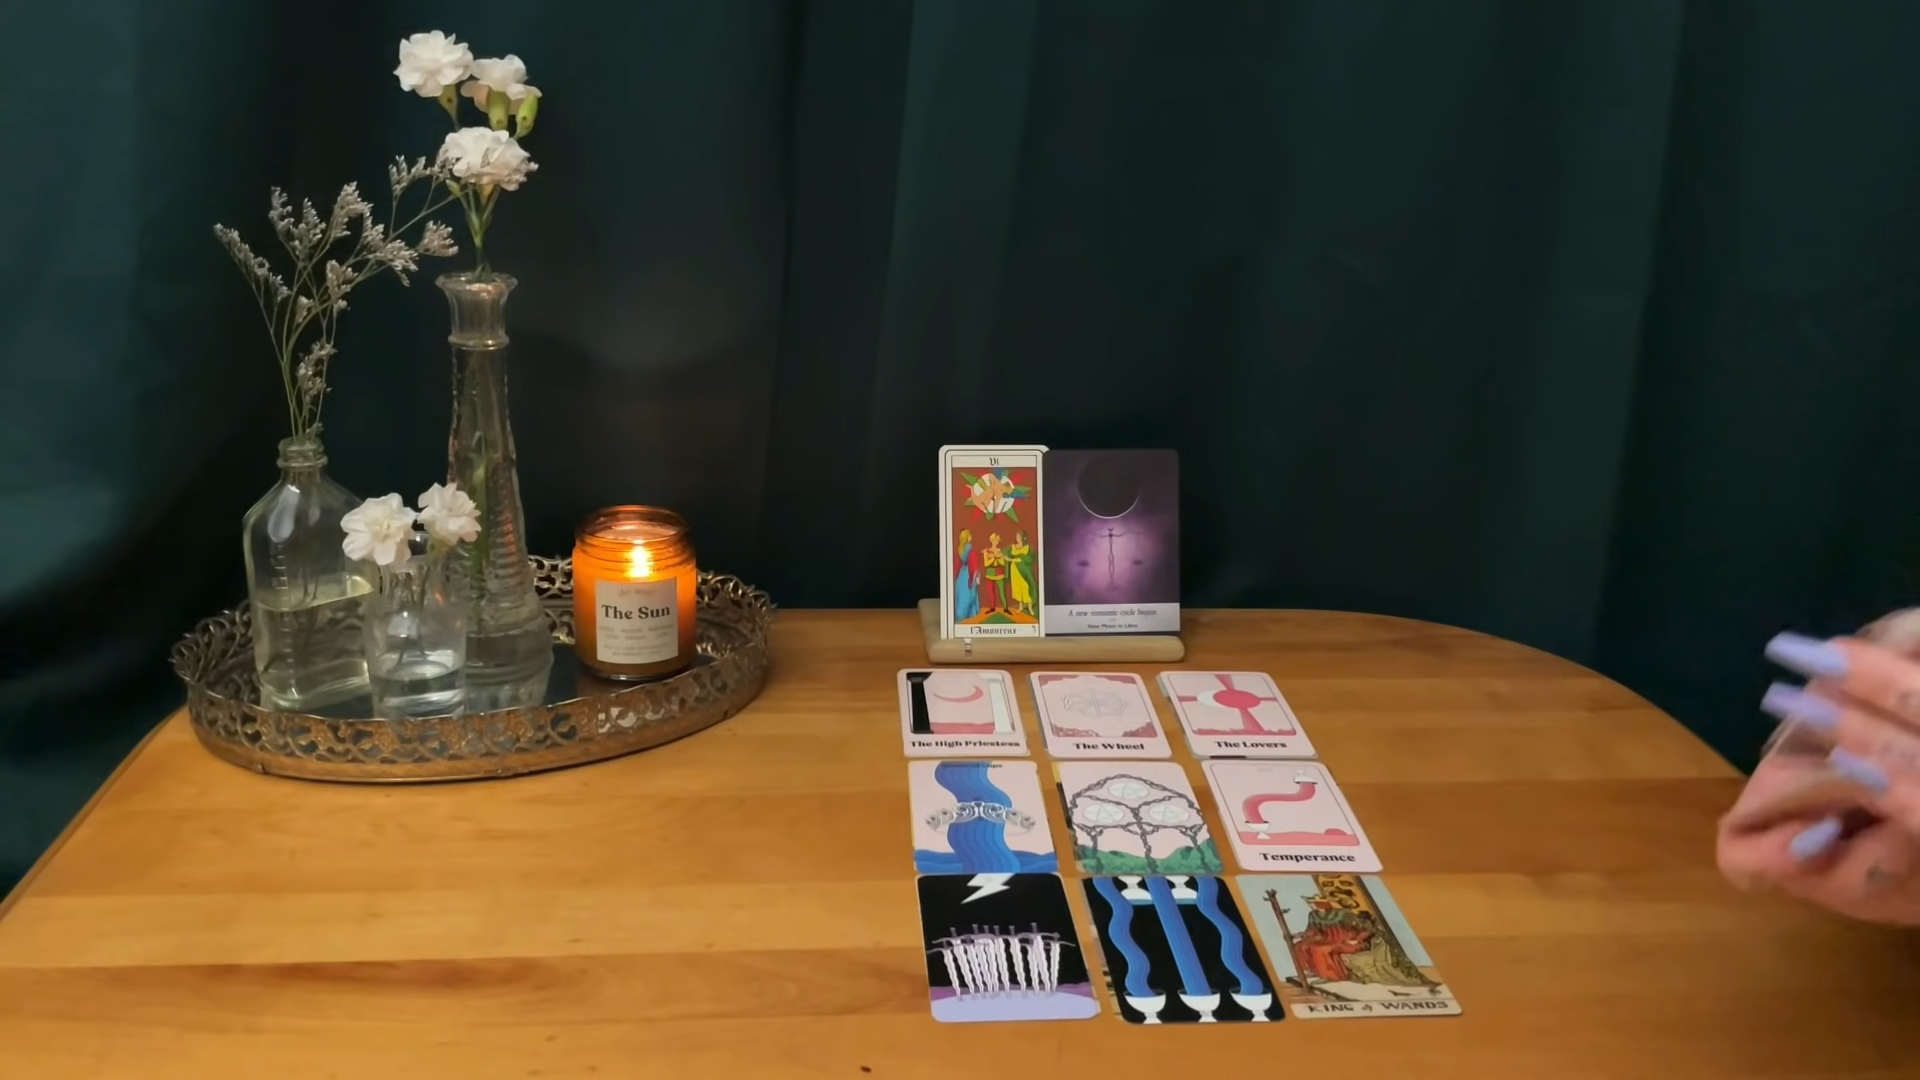 VI
l'Amoureux
A new romantic cycle begins
New Moon in Libra
The Sun
The High Priestess
The Wheel
The Lovers
Temperance
KING of WANDS